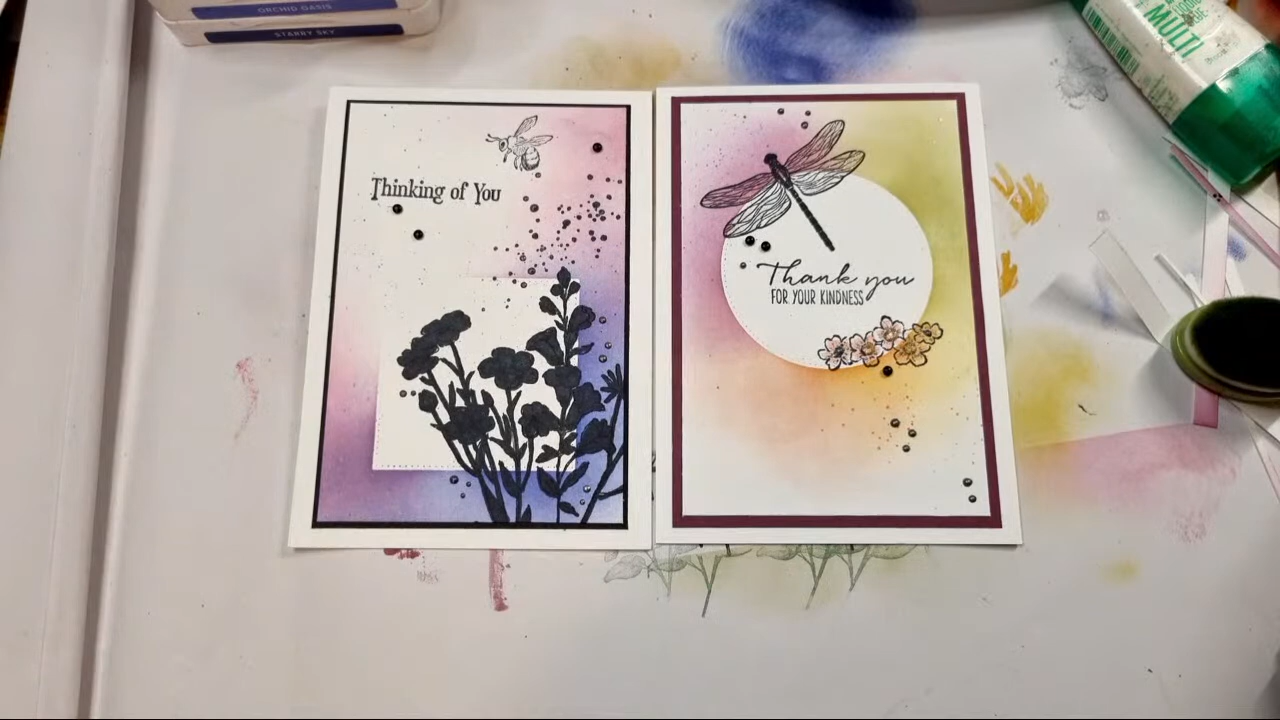 ORCHID OASIS
STARRY SKY
MULTI
Thinking of You
Thank you
FOR YOUR KINDNESS